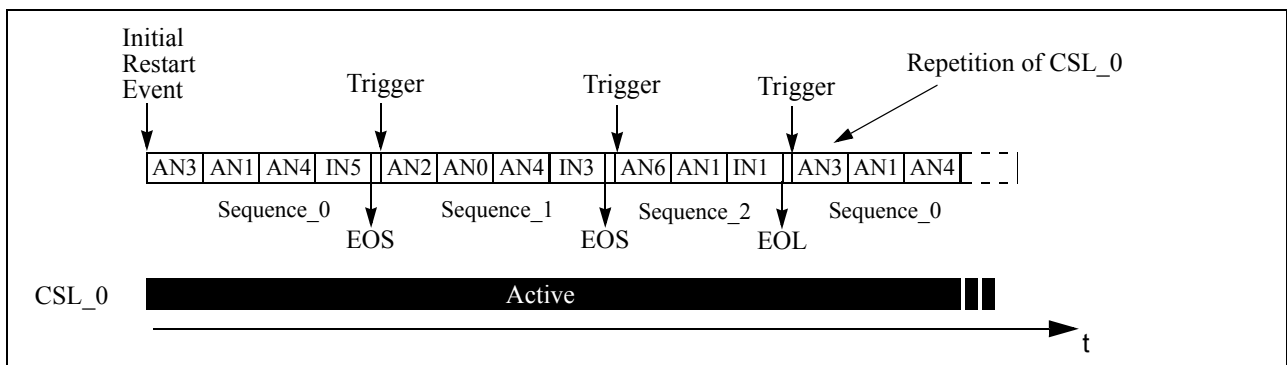 Initial
Restart
Event
Trigger
Trigger
Trigger
Repetition of CSL_0
AN3 AN1 AN4 IN5 AN2 AN0 AN4 IN3 AN6 AN1 IN1 AN3 AN1 AN4
Sequence_0 Sequence_1 Sequence_2 Sequence_0
EOS EOS EOL
CSL_0 Active
t